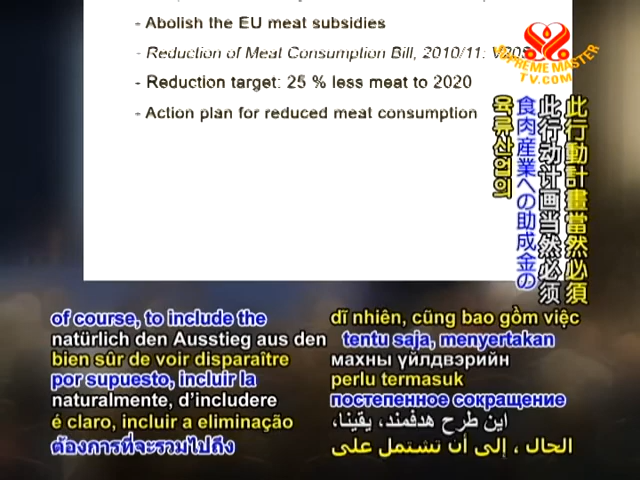 - Abolish the EU meat subsidies
- Reduction of Meat Consumption Bill, 2010/11:
- Reduction target: 25 % less meat to 2020
- Action plan for reduced meat consumption
SUPREME MASTER
TV.COM
此行動計畫當然必須
此行动计画当然必须
食肉産業への助成金の
육류산업의
of course, to include the
natürlich den Ausstieg aus den
bien sûr de voir disparaître
por supuesto, incluir la
naturalmente, d'includere
é claro, incluir a eliminação
ต้องการที่จะรวมไปถึง
dĩ nhiên, cũng bao gồm việc
tentu saja, menyertakan
махны үйлдвэрийн
perlu termasuk
постепенное сокращение
این طرح هدفمند، یقینا،
الحال ، إلى أن تشتمل على